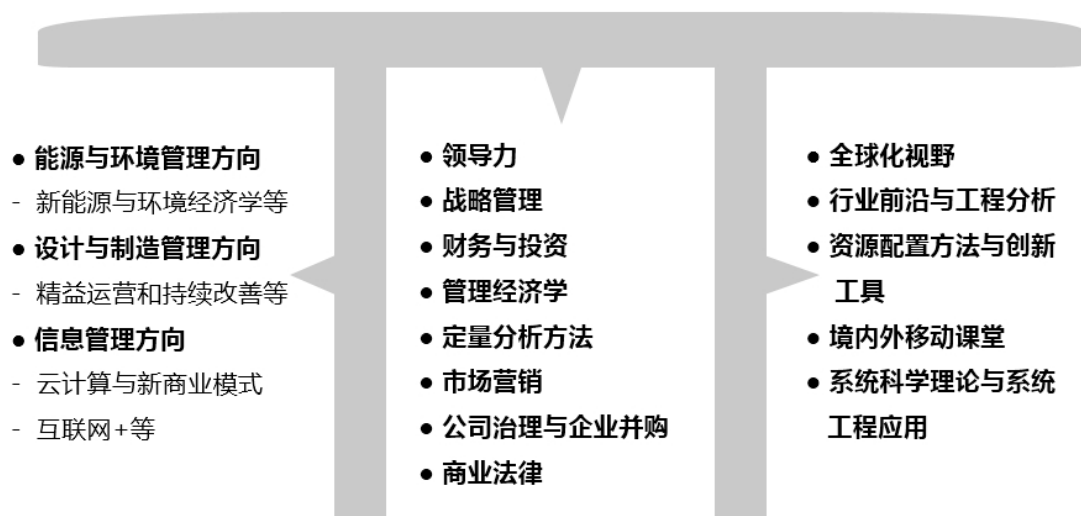 ● 能源与环境管理方向
- 新能源与环境经济学等
● 设计与制造管理方向
- 精益运营和持续改善等
● 信息管理方向
- 云计算与新商业模式
- 互联网+等
● 领导力
● 战略管理
● 财务与投资
● 管理经济学
● 定量分析方法
● 市场营销
● 公司治理与企业并购
● 商业法律
● 全球化视野
● 行业前沿与工程分析
● 资源配置方法与创新
工具
● 境内外移动课堂
● 系统科学理论与系统
工程应用